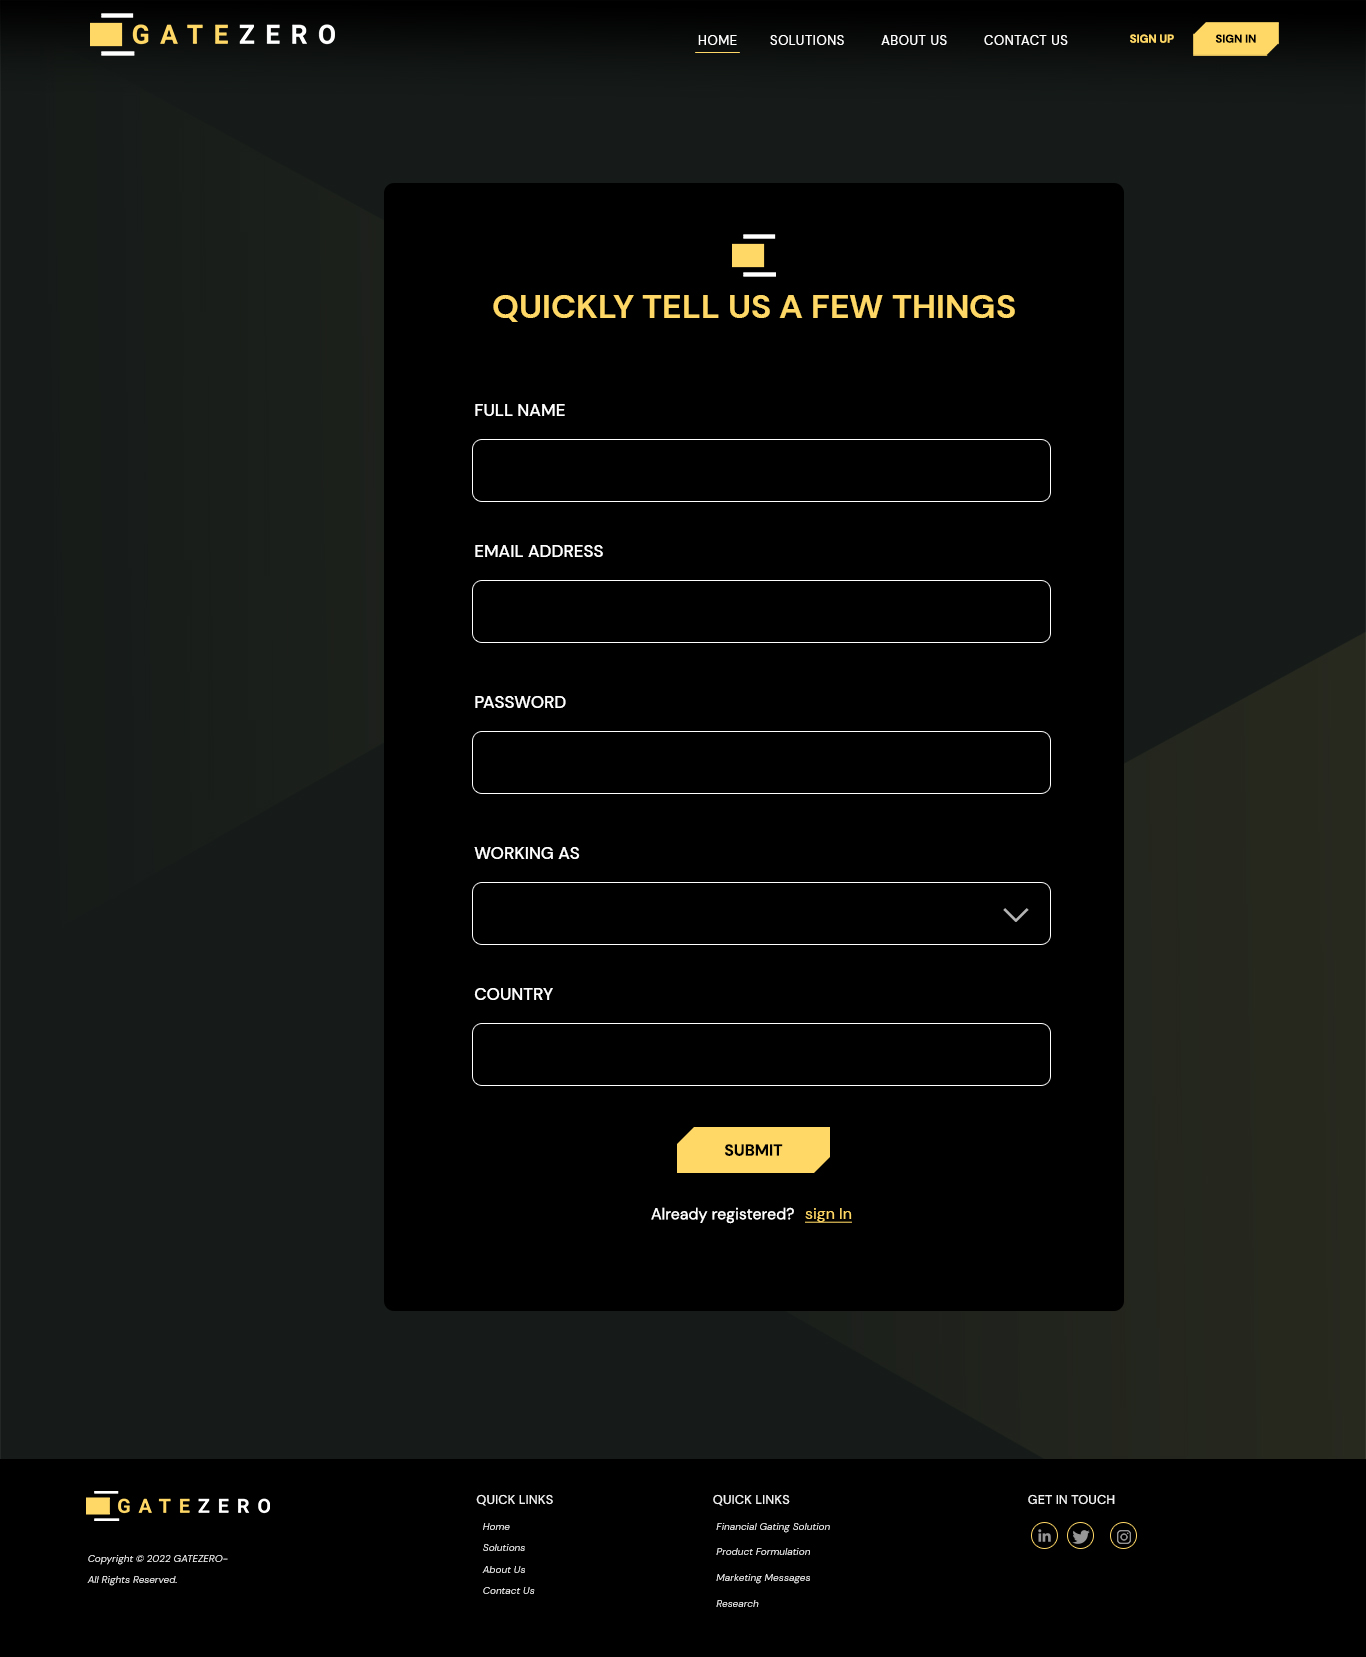 GATEZERO
HOME SOLUTIONS ABOUT US CONTACT US SIGN UP SIGN IN
QUICKLY TELL US A FEW THINGS
FULL NAME
EMAIL ADDRESS
PASSWORD
WORKING AS
COUNTRY
SUBMIT
Already registered? sign In
GATEZERO
Copyright © 2022 GATEZERO-
All Rights Reserved.
QUICK LINKS
Home
Solutions
About Us
Contact Us
QUICK LINKS
Financial Gating Solution
Product Formulation
Marketing Messages
Research
GET IN TOUCH
in